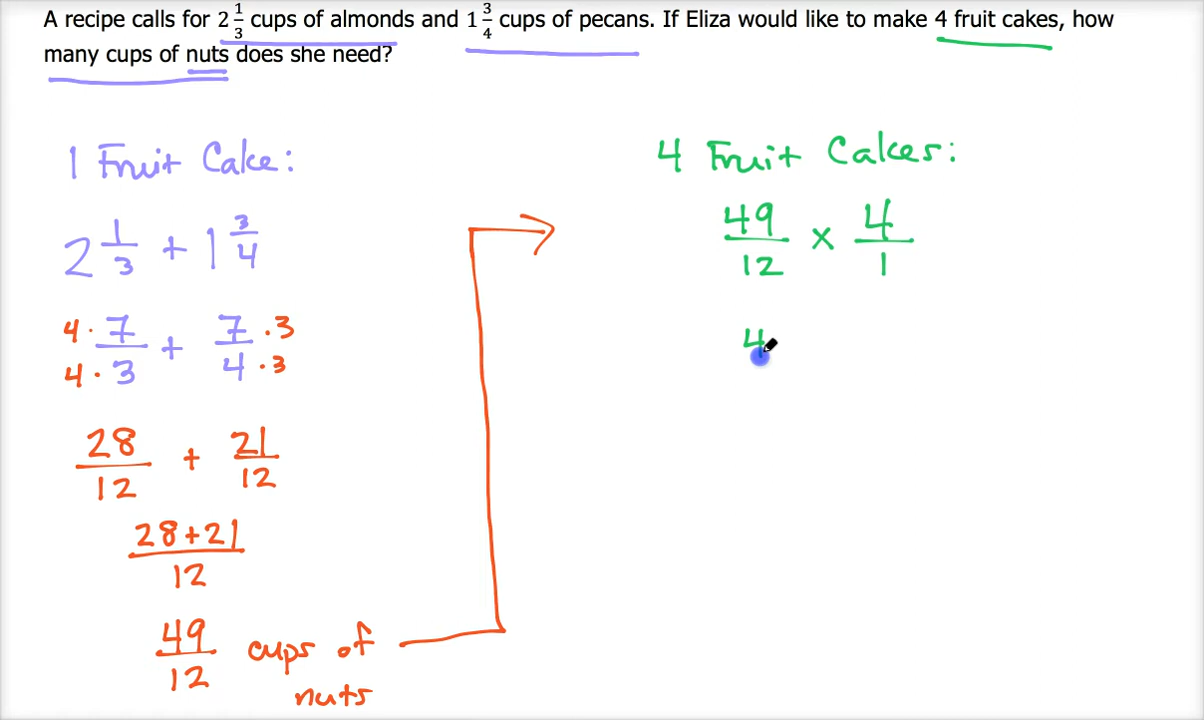 A recipe calls for 2 1/3 cups of almonds and 1 3/4 cups of pecans. If Eliza would like to make 4 fruit cakes, how
many cups of nuts does she need?
1 Fruit Cake:
2 1/3 + 1 3/4
4 · 7/3 · 4 + 7/4 · 3 · 3
28/12 + 21/12
28+21/12
49/12 cups of
nuts
4 Fruit Cakes:
49/12 × 4/1
4